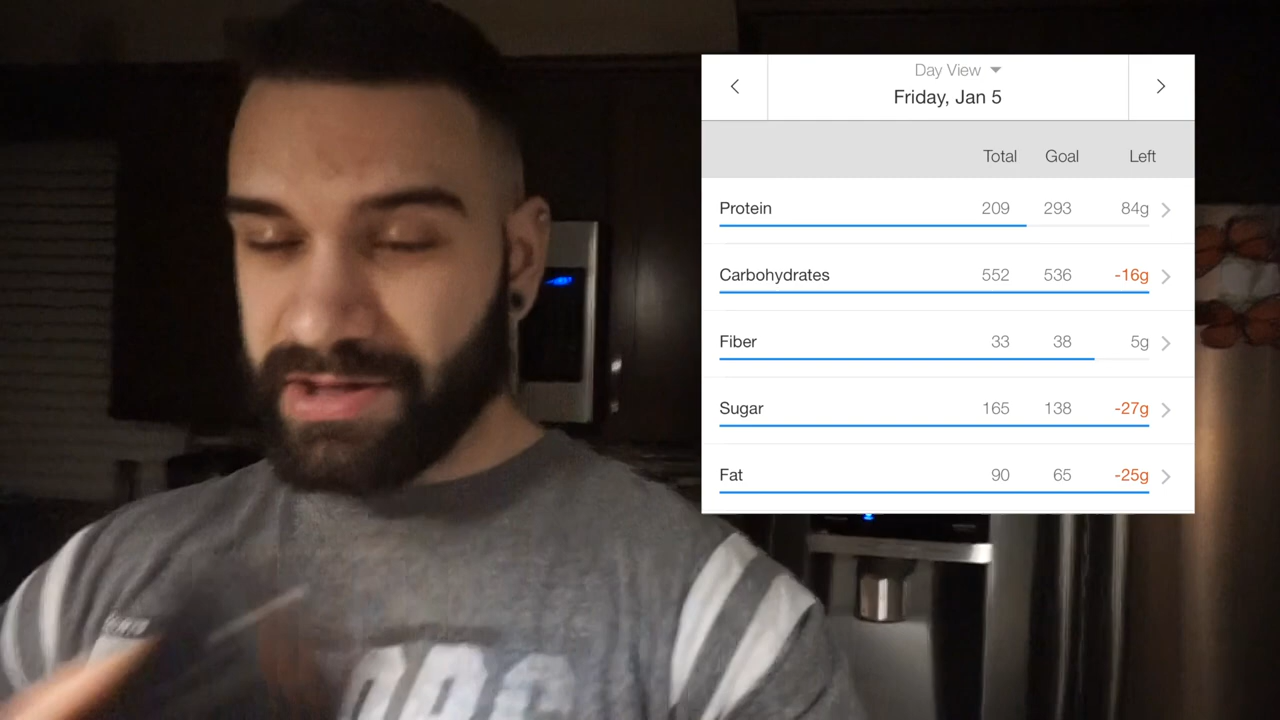 Day View
Friday, Jan 5
Total Goal Left
Protein 209 293 84g
Carbohydrates 552 536 -16g
Fiber 33 38 5g
Sugar 165 138 -27g
Fat 90 65 -25g